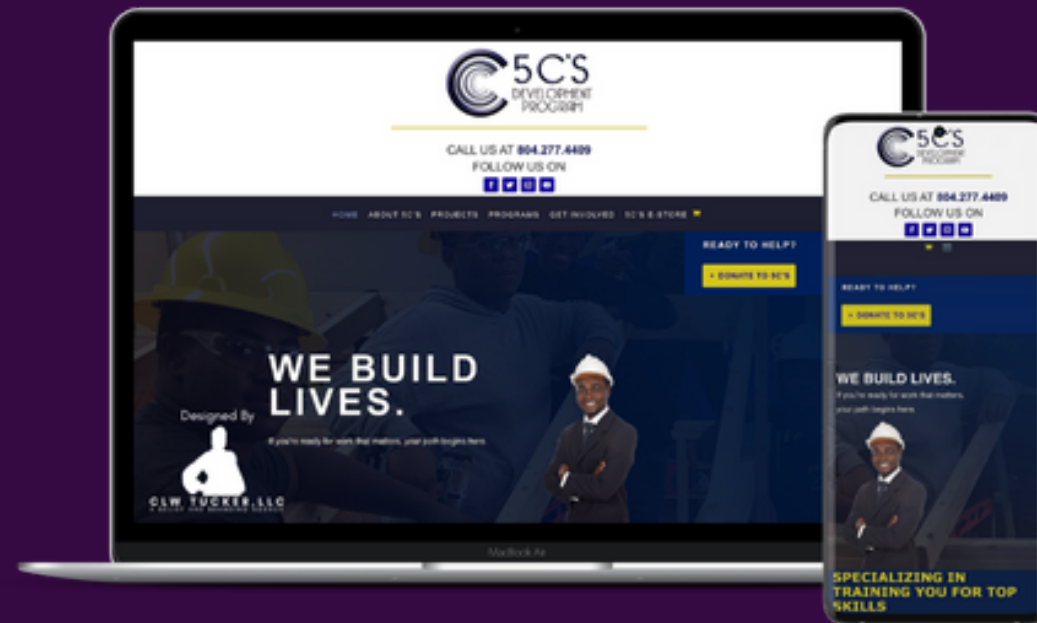 5C'S
DEVELOPMENT
PROGRAM
CALL US AT 804.277.4409
FOLLOW US ON
HOME ABOUT 5C'S PROJECTS PROGRAMS GET INVOLVED 5C'S E-STORE
READY TO HELP?
+ DONATE TO 5C'S
WE BUILD
LIVES.
If you're ready for work that matters, your path begins here.
Designed By
CLW TUCKER, LLC
MacBook Air
5C'S
DEVELOPMENT
PROGRAM
CALL US AT 804.277.4409
FOLLOW US ON
READY TO HELP?
+ DONATE TO 5C'S
WE BUILD LIVES.
If you're ready for work that matters,
your path begins here.
SPECIALIZING IN
TRAINING YOU FOR TOP
SKILLS